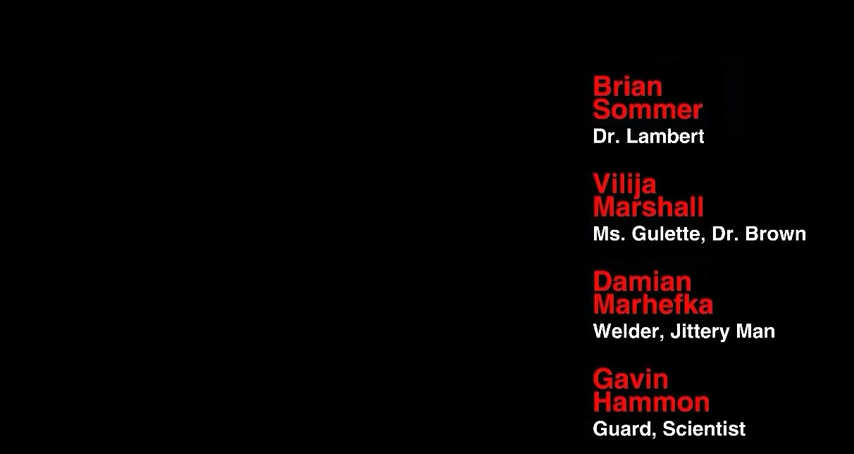 Brian
Sommer
Dr. Lambert
Vilija
Marshall
Ms. Gulette, Dr. Brown
Damian
Marhefka
Welder, Jittery Man
Gavin
Hammon
Guard, Scientist